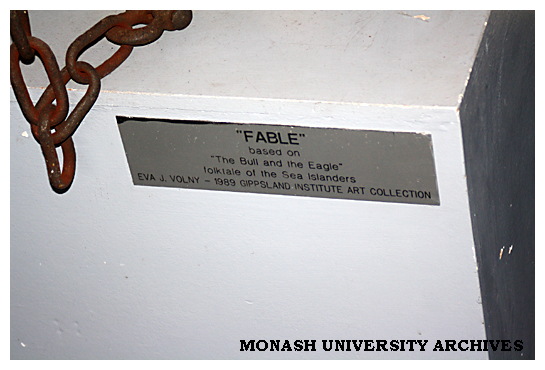 "FABLE"
based on
"The Bull and the Eagle"
folktale of the Sea Islanders
EVA J. VOLNY – 1989 GIPPSLAND INSTITUTE ART COLLECTION
MONASH UNIVERSITY ARCHIVES